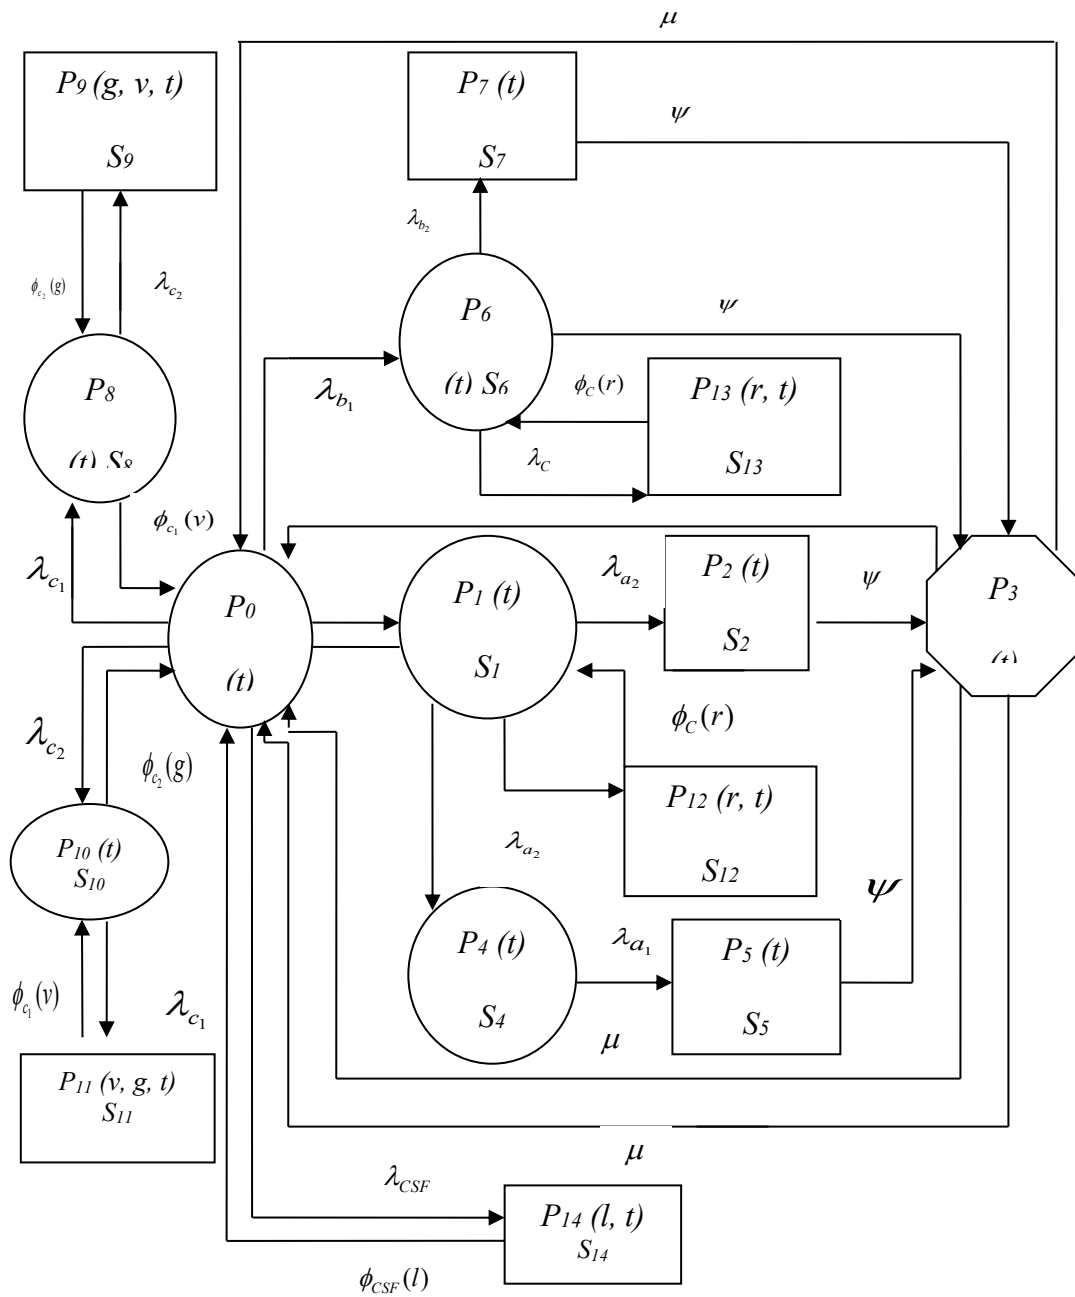 μ
P9 (g, v, t)
S9
P7 (t)
S7
ψ
λb2
ϕc2(g)
λc2
P6
(t) S6
ψ
P8
(t) S8
λb1
ϕC(r)
P13 (r, t)
S13
λC
ϕc1(v)
λc1
P0
(t)
P1 (t)
S1
λa2
P2 (t)
S2
ψ
P3
(t)
λc2
ϕc2(g)
ϕC(r)
P12 (r, t)
S12
λa2
ψ
P10 (t)
S10
P4 (t)
S4
λa1
P5 (t)
S5
ϕc1(v)
λc1
μ
P11 (v, g, t)
S11
μ
λCSF
P14 (l, t)
S14
ϕCSF(l)